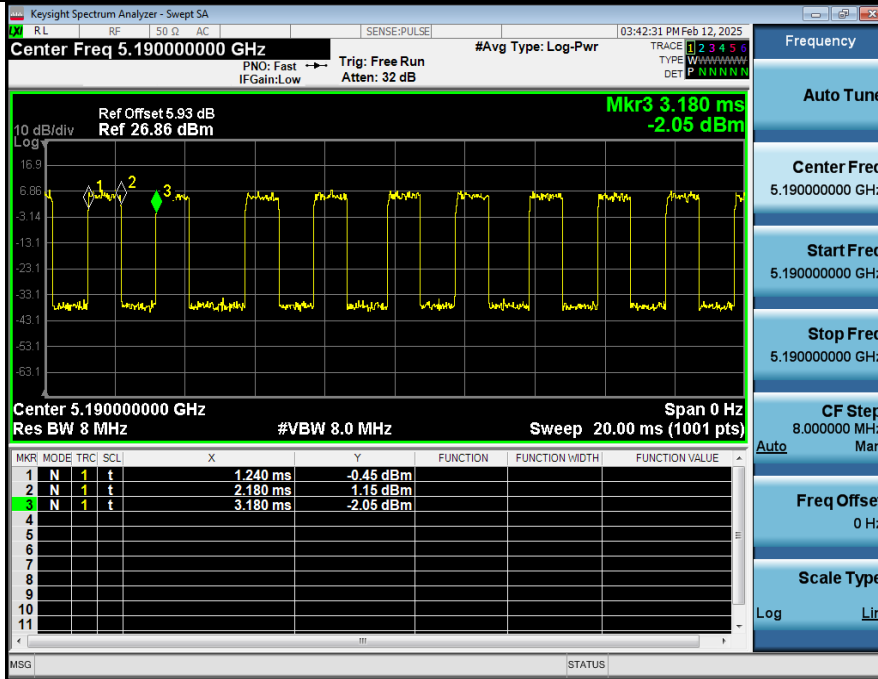 Keysight Spectrum Analyzer - Swept SA
LXI RL RF 50 Ω AC SENSE:PULSE 03:42:31 PM Feb 12, 2025
Center Freq 5.190000000 GHz #Avg Type: Log-Pwr TRACE 1 2 3 4 5 6
PNO: Fast Trig: Free Run TYPE WWWWWW
IFGain:Low Atten: 32 dB DET P N N N N N
Mkr3 3.180 ms
Ref Offset 5.93 dB
10 dB/div Ref 26.86 dBm -2.05 dBm
Log
16.9
6.86
-3.14
-13.1
-23.1
-33.1
-43.1
-53.1
-63.1
1 2 3
Center 5.190000000 GHz Span 0 Hz
Res BW 8 MHz #VBW 8.0 MHz Sweep 20.00 ms (1001 pts)
MKR MODE TRC SCL X Y FUNCTION FUNCTION WIDTH FUNCTION VALUE
1 N 1 t 1.240 ms -0.45 dBm
2 N 1 t 2.180 ms 1.15 dBm
3 N 1 t 3.180 ms -2.05 dBm
4
5
6
7
8
9
10
11
MSG STATUS
Frequency
Auto Tune
Center Freq
5.190000000 GHz
Start Freq
5.190000000 GHz
Stop Freq
5.190000000 GHz
CF Step
8.000000 MHz
Auto Man
Freq Offset
0 Hz
Scale Type
Log Lin